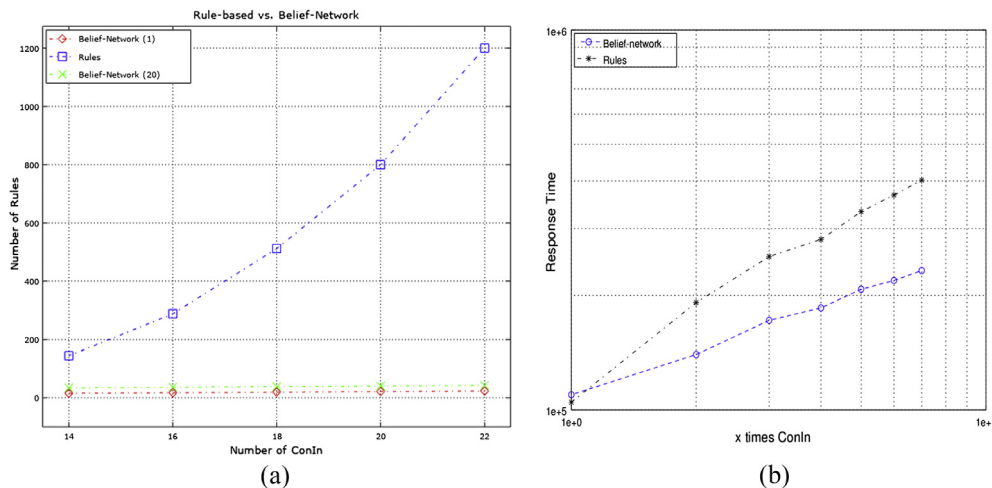 Rule-based vs. Belief-Network
Belief-Network (1)
Rules
Belief-Network (20)
1200
1000
800
600
400
200
0
14 16 18 20 22
Number of Rules
Number of ConIn
(a)
1e+6
Belief-network
Rules
Response Time
1e+5
1e+0 1e+
x times ConIn
(b)